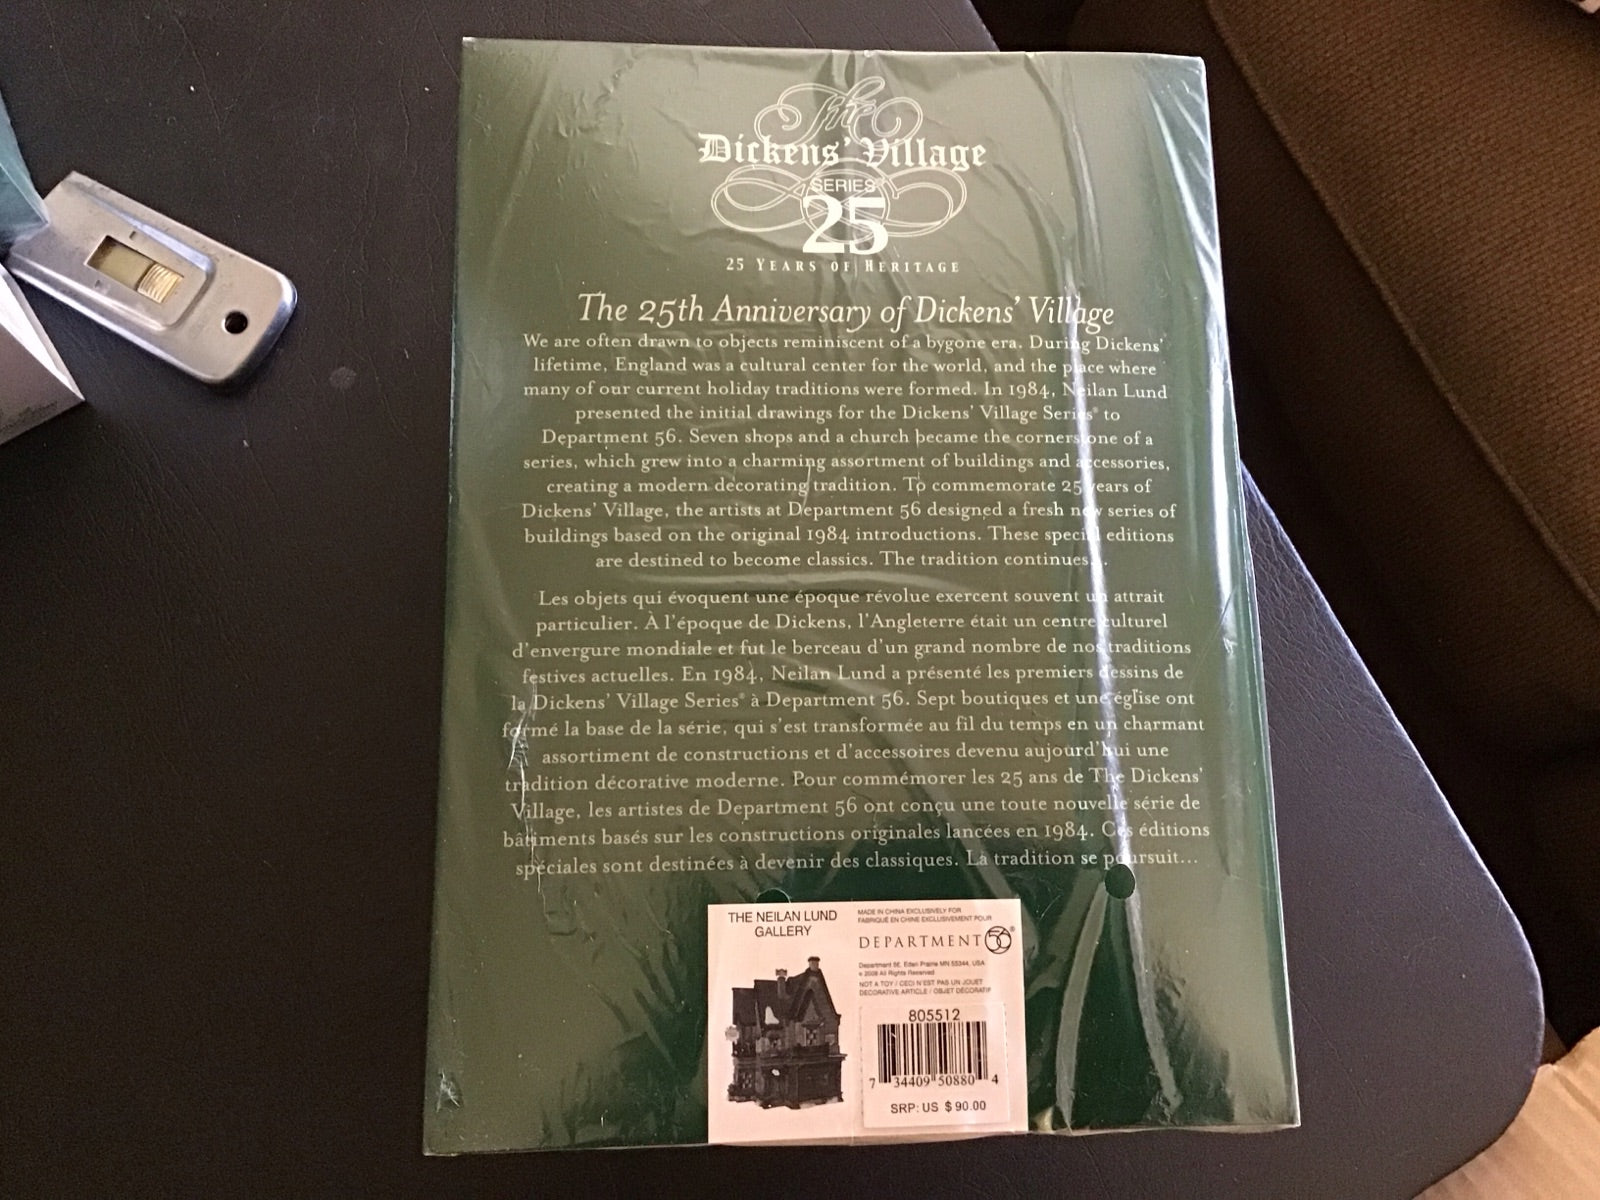 The
Dickens' Village
SERIES
25
25 YEARS OF HERITAGE
The 25th Anniversary of Dickens' Village
We are often drawn to objects reminiscent of a bygone era. During Dickens'
lifetime, England was a cultural center for the world, and the place where
many of our current holiday traditions were formed. In 1984, Neilan Lund
presented the initial drawings for the Dickens' Village Series® to
Department 56. Seven shops and a church became the cornerstone of a
series, which grew into a charming assortment of buildings and accessories,
creating a modern decorating tradition. To commemorate 25 years of
Dickens' Village, the artists at Department 56 designed a fresh new series of
buildings based on the original 1984 introductions. These special editions
are destined to become classics. The tradition continues...
Les objets qui évoquent une époque révolue exercent souvent un attrait
particulier. À l'époque de Dickens, l'Angleterre était un centre culturel
d'envergure mondiale et fut le berceau d'un grand nombre de nos traditions
festives actuelles. En 1984, Neilan Lund a présenté les premiers dessins de
la Dickens' Village Series® à Department 56. Sept boutiques et une église ont
formé la base de la série, qui s'est transformée au fil du temps en un charmant
assortiment de constructions et d'accessoires devenu aujourd'hui une
tradition décorative moderne. Pour commémorer les 25 ans de The Dickens'
Village, les artistes de Department 56 ont conçu une toute nouvelle série de
bâtiments basés sur les constructions originales lancées en 1984. Ces éditions
spéciales sont destinées à devenir des classiques. La tradition se poursuit...
THE NEILAN LUND
GALLERY
MADE IN CHINA EXCLUSIVELY FOR
FABRIQUÉ EN CHINE EXCLUSIVEMENT POUR
DEPARTMENT 56®
Department 56, Eden Prairie MN 55344, USA
© 2008 All Rights Reserved
NOT A TOY / CECI N'EST PAS UN JOUET
DECORATIVE ARTICLE / OBJET DÉCORATIF
805512
7 34409 50880 4
SRP: US $ 90.00